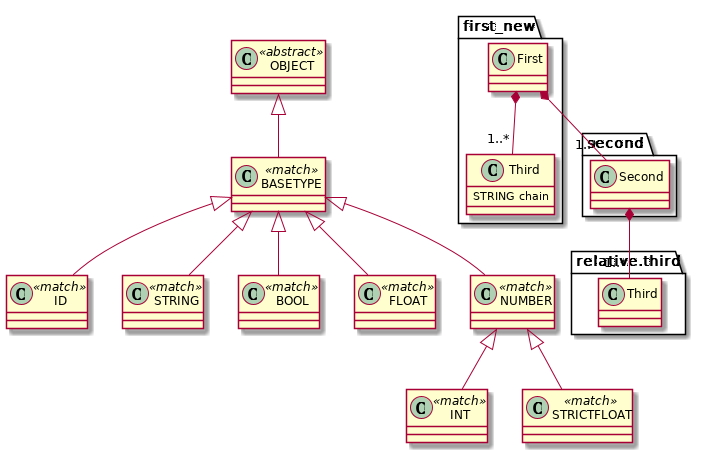 first_new
«abstract»
OBJECT
C
First
C
1..*
1..
second
«match»
BASETYPE
C
Third
C
STRING chain
Second
C
relative.third
«match»
ID
C
«match»
STRING
C
«match»
BOOL
C
«match»
FLOAT
C
«match»
NUMBER
C
Third
C
«match»
INT
C
«match»
STRICTFLOAT
C